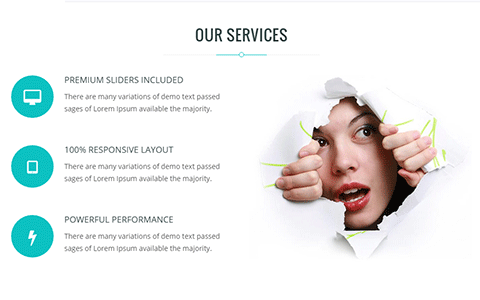 OUR SERVICES
PREMIUM SLIDERS INCLUDED
There are many variations of demo text passed
sages of Lorem Ipsum available the majority.
100% RESPONSIVE LAYOUT
There are many variations of demo text passed
sages of Lorem Ipsum available the majority.
POWERFUL PERFORMANCE
There are many variations of demo text passed
sages of Lorem Ipsum available the majority.